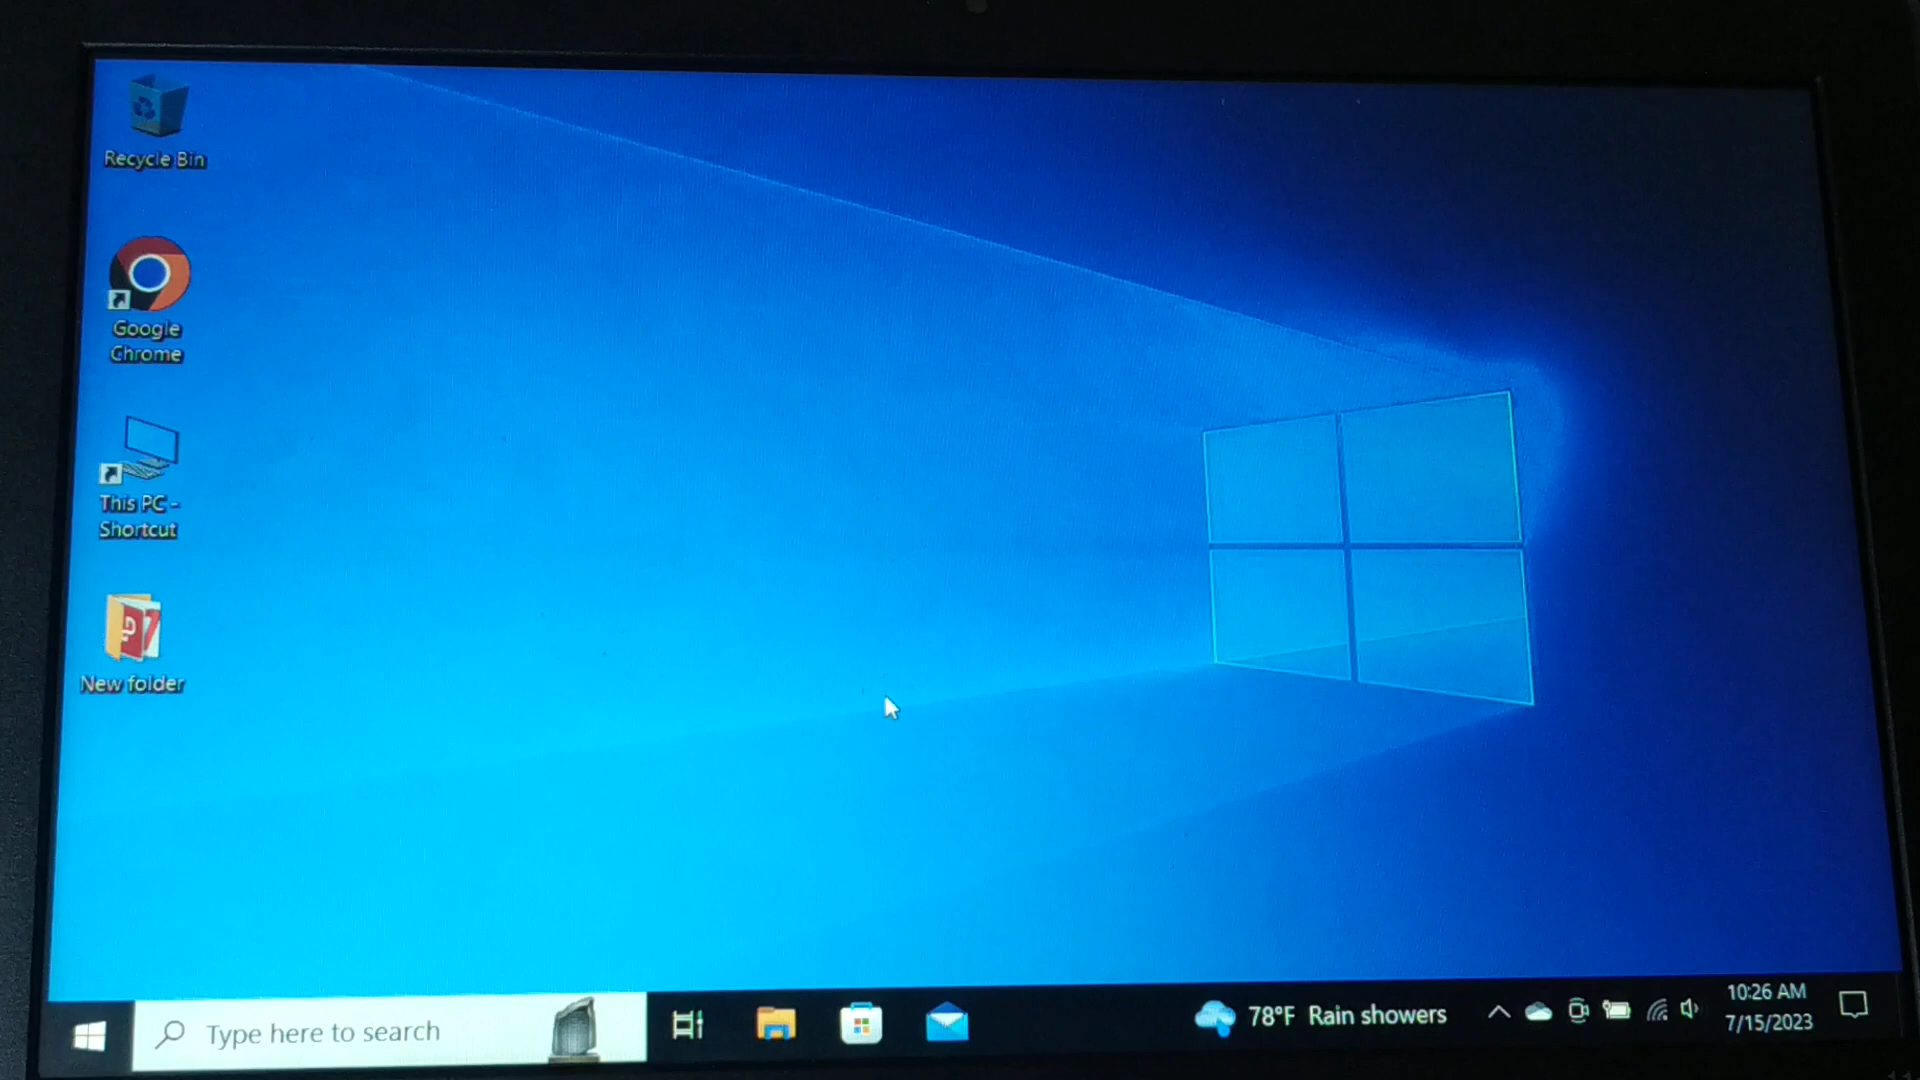 Recycle Bin
Google
Chrome
This PC -
Shortcut
New folder
Type here to search
78°F Rain showers
10:26 AM
7/15/2023